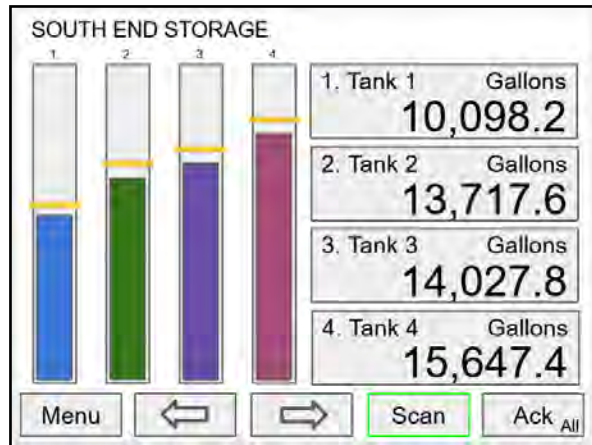 SOUTH END STORAGE
1 2 3 4
1. Tank 1 Gallons
10,098.2
2. Tank 2 Gallons
13,717.6
3. Tank 3 Gallons
14,027.8
4. Tank 4 Gallons
15,647.4
Menu Scan Ack All